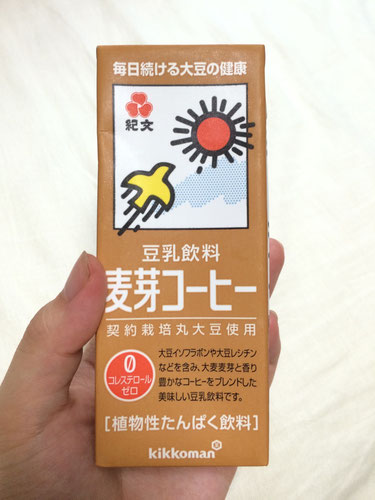 毎日続ける大豆の健康
紀文
豆乳飲料
麦芽コーヒー
契約栽培丸大豆使用
0
コレステロール
ゼロ
大豆イソフラボンや大豆レシチン
などを含み、大麦麦芽と香り
豊かなコーヒーをブレンドした
美味しい豆乳飲料です。
[植物性たんぱく飲料]
kikkoman